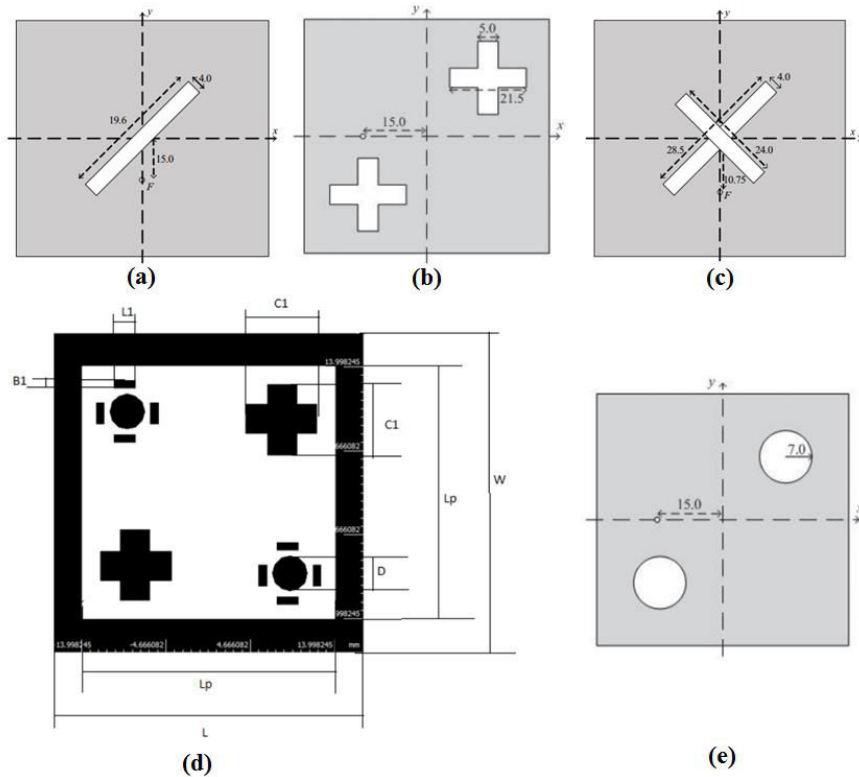 y
4.0
19.6
x
15.0
F
(a)
y
5.0
21.5
15.0
x
(b)
y
4.0
x
28.5
24.0
10.75
F
(c)
C1
L1
B1
13.998245
C1
666082
W
Lp
666082
D
998245
13.998245
-4.666082
4.666082
13.998245
mm
Lp
L
(d)
y
7.0
15.0
x
(e)